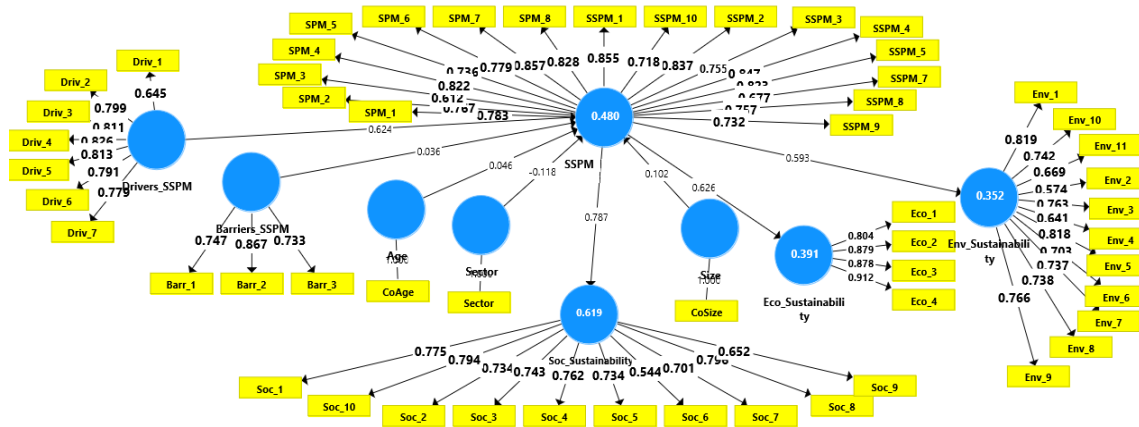 SPM_5
SPM_6
SPM_7
SPM_8
SSPM_1
SSPM_10
SSPM_2
SSPM_3
SSPM_4
SSPM_5
SSPM_7
SSPM_8
SSPM_9
SPM_4
SPM_3
SPM_2
SPM_1
0.736
0.779
0.857
0.828
0.855
0.718
0.837
0.755
0.822
0.612
0.783
0.732
0.480
SSPM
Driv_1
Driv_2
Driv_3
Driv_4
Driv_5
Driv_6
Driv_7
0.645
0.799
0.811
0.826
0.813
0.791
0.779
Drivers_SSPM
0.624
0.036
0.046
-0.118
0.102
0.626
0.593
0.787
Barriers_SSPM
0.747
0.867
0.733
Barr_1
Barr_2
Barr_3
Age
CoAge
Sector
Sector
Size
1.000
CoSize
0.391
Eco_Sustainabili
ty
0.804
0.879
0.878
0.912
Eco_1
Eco_2
Eco_3
Eco_4
0.352
Env_Sustainabili
ty
Env_1
Env_10
Env_11
Env_2
Env_3
Env_4
Env_5
Env_6
Env_7
Env_8
Env_9
0.819
0.742
0.669
0.574
0.763
0.641
0.818
0.703
0.737
0.738
0.766
0.619
Soc_Sustainability
0.775
0.794
0.734
0.743
0.762
0.734
0.544
0.701
0.652
Soc_1
Soc_10
Soc_2
Soc_3
Soc_4
Soc_5
Soc_6
Soc_7
Soc_8
Soc_9